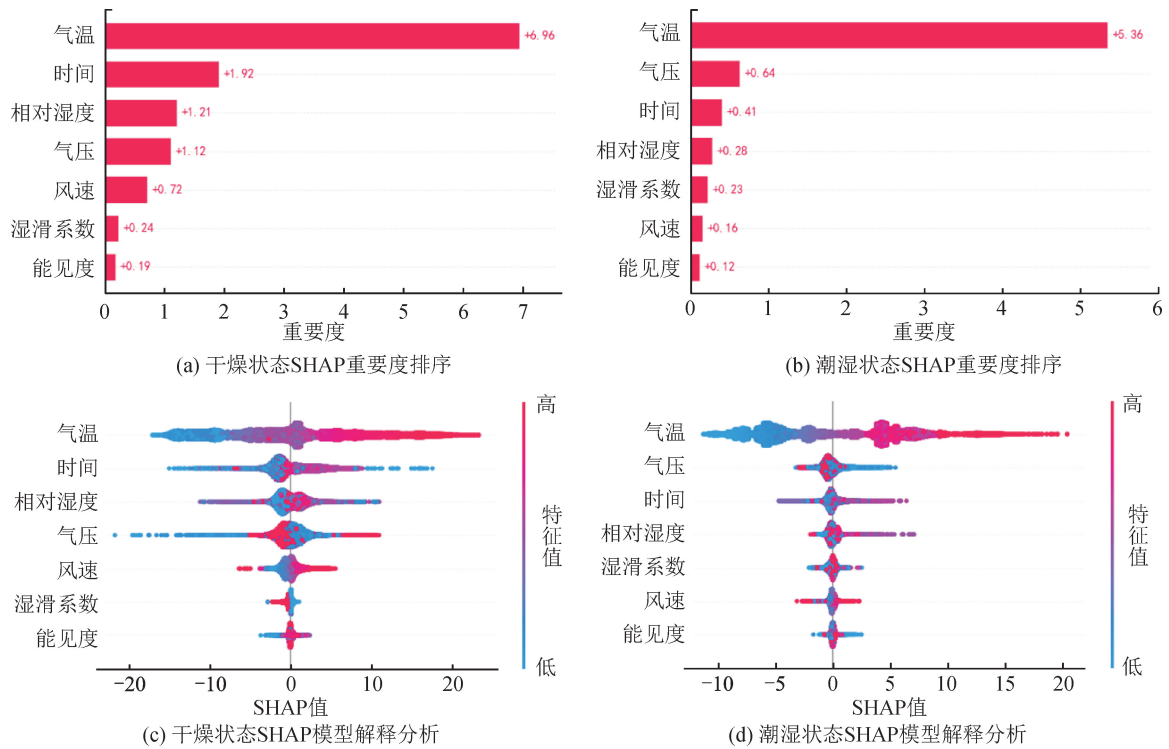 气温
+6.96
时间
+1.92
相对湿度
+1.21
气压
+1.12
风速
+0.72
湿滑系数
+0.24
能见度
+0.19
0 1 2 3 4 5 6 7
重要度
(a) 干燥状态SHAP重要度排序
气温
+5.36
气压
+0.64
时间
+0.41
相对湿度
+0.28
湿滑系数
+0.23
风速
+0.16
能见度
+0.12
0 1 2 3 4 5 6
重要度
(b) 潮湿状态SHAP重要度排序
气温
时间
相对湿度
气压
风速
湿滑系数
能见度
高
特征值
低
−20 −10 0 10 20
SHAP值
(c) 干燥状态SHAP模型解释分析
气温
气压
时间
相对湿度
湿滑系数
风速
能见度
高
特征值
低
−10 −5 0 5 10 15 20
SHAP值
(d) 潮湿状态SHAP模型解释分析